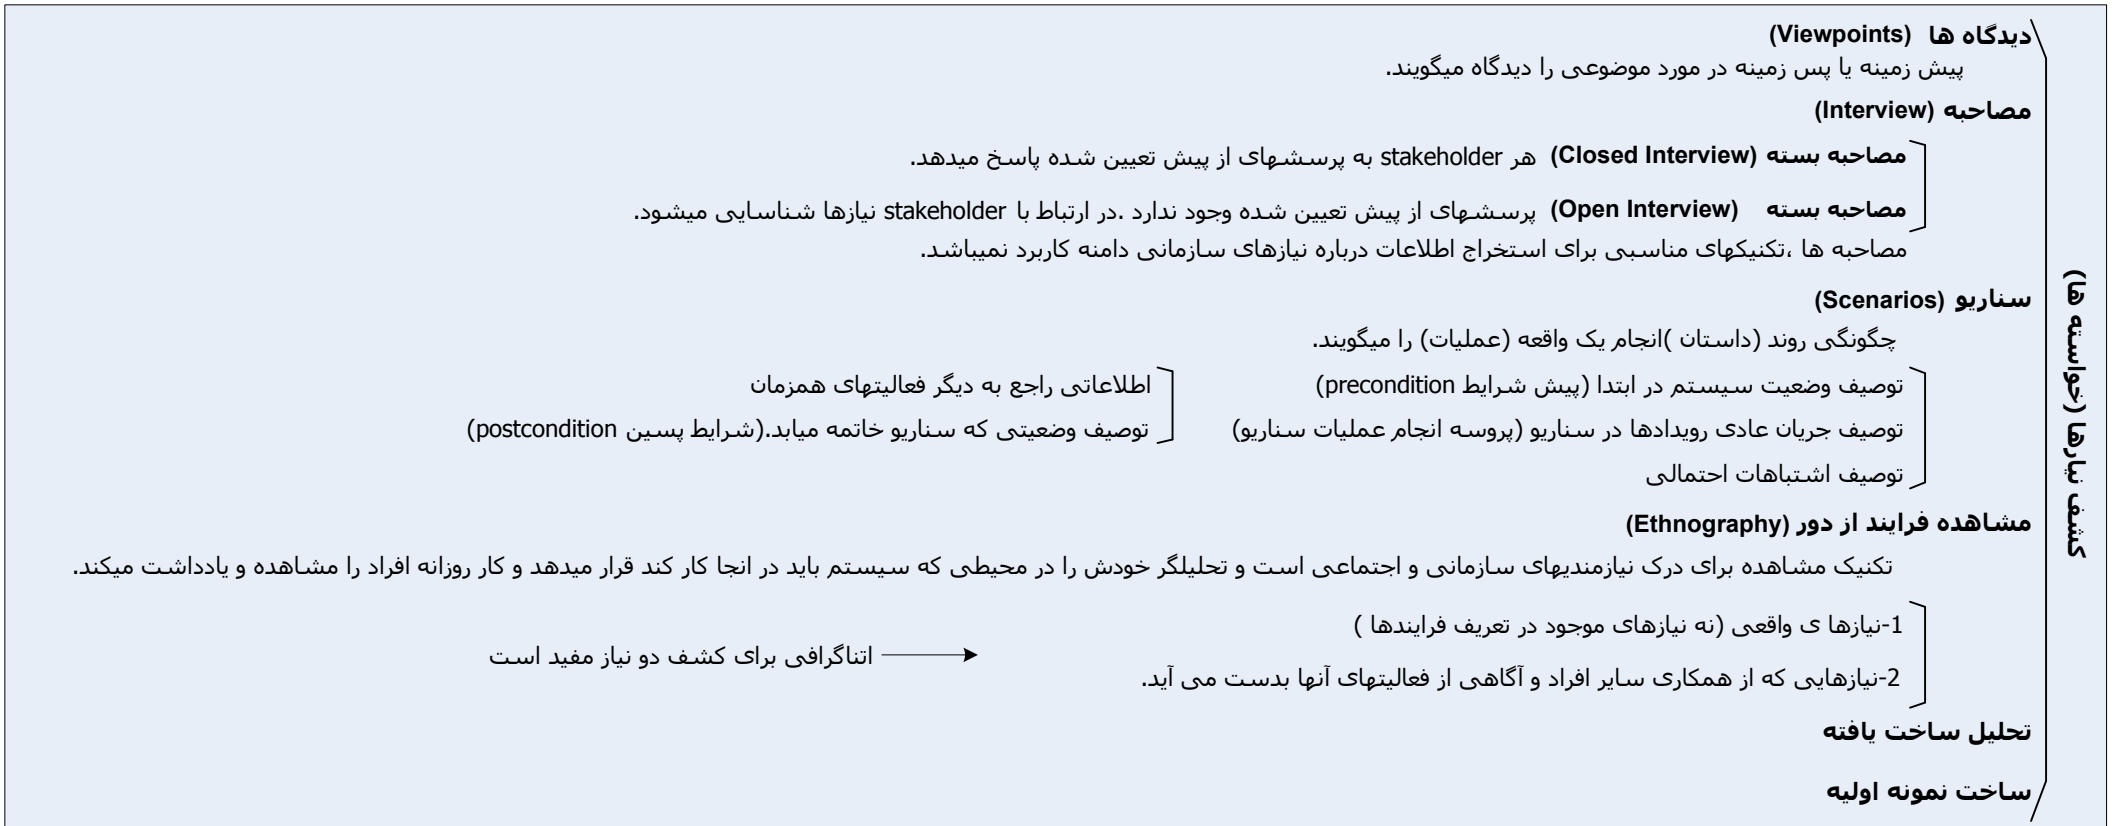 دیدگاه ها (Viewpoints)
پیش زمینه یا پس زمینه در مورد موضوعی را دیدگاه میگویند.
مصاحبه (Interview)
مصاحبه بسته (Closed Interview) هر stakeholder به پرسشهای از پیش تعیین شده پاسخ میدهد.
مصاحبه بسته (Open Interview) پرسشهای از پیش تعیین شده وجود ندارد .در ارتباط با stakeholder نیازها شناسایی میشود.
مصاحبه ها ،تکنیکهای مناسبی برای استخراج اطلاعات درباره نیازهای سازمانی دامنه کاربرد نمیباشد.
سناریو (Scenarios)
چگونگی روند (داستان )انجام یک واقعه (عملیات) را میگویند.
توصیف وضعیت سیستم در ابتدا (پیش شرایط precondition)
توصیف جریان عادی رویدادها در سناریو (پروسه انجام عملیات سناریو)
توصیف اشتباهات احتمالی
اطلاعاتی راجع به دیگر فعالیتهای همزمان
توصیف وضعیتی که سناریو خاتمه میابد.(شرایط پسین postcondition)
مشاهده فرایند از دور (Ethnography)
تکنیک مشاهده برای درک نیازمندیهای سازمانی و اجتماعی است و تحلیلگر خودش را در محیطی که سیستم باید در انجا کار کند قرار میدهد و کار روزانه افراد را مشاهده و یادداشت میکند.
1-نیازها ی واقعی (نه نیازهای موجود در تعریف فرایندها )
2-نیازهایی که از همکاری سایر افراد و آگاهی از فعالیتهای آنها بدست می آید.
اتناگرافی برای کشف دو نیاز مفید است
تحلیل ساخت یافته
ساخت نمونه اولیه
کشف نیارها (خواسته ها)